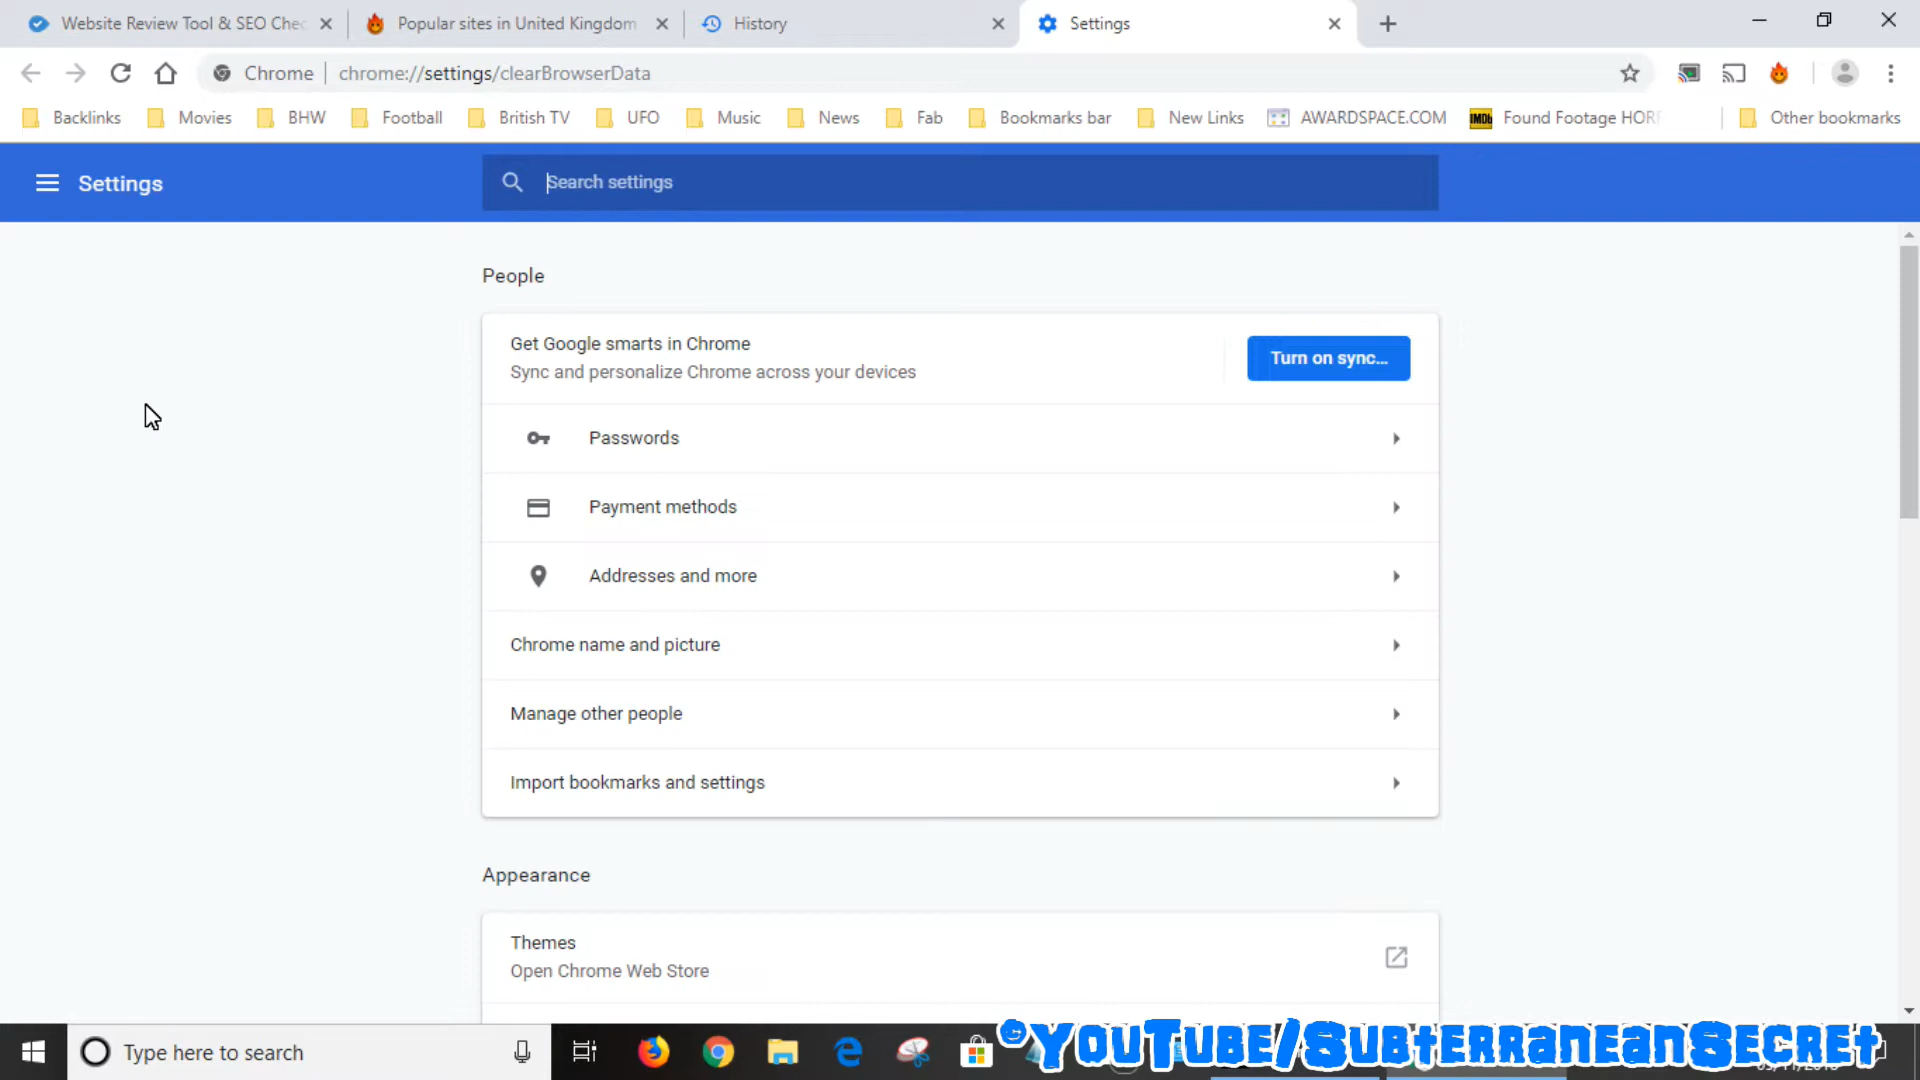 Website Review Tool & SEO Chec
Popular sites in United Kingdom
History
Settings
Chrome
chrome://settings/clearBrowserData
Backlinks
Movies
BHW
Football
British TV
UFO
Music
News
Fab
Bookmarks bar
New Links
AWARDSPACE.COM
IMDb
Found Footage HORR
Other bookmarks
Settings
Search settings
People
Get Google smarts in Chrome
Sync and personalize Chrome across your devices
Turn on sync...
Passwords
Payment methods
Addresses and more
Chrome name and picture
Manage other people
Import bookmarks and settings
Appearance
Themes
Open Chrome Web Store
Type here to search
©YouTube/SubterraneanSecret